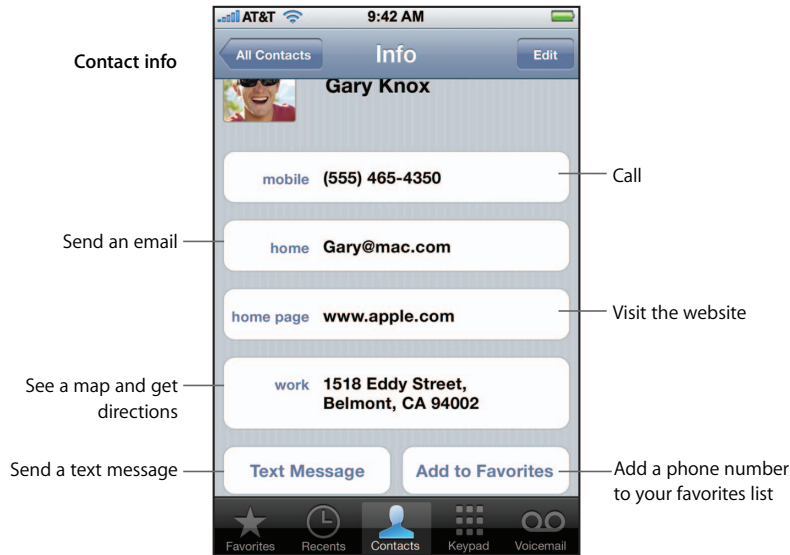 AT&T 9:42 AM
Contact info
All Contacts Info Edit
Gary Knox
mobile (555) 465-4350
Call
Send an email
home Gary@mac.com
home page www.apple.com
Visit the website
See a map and get
directions
work 1518 Eddy Street,
Belmont, CA 94002
Send a text message
Text Message Add to Favorites
Add a phone number
to your favorites list
Favorites Recents Contacts Keypad Voicemail